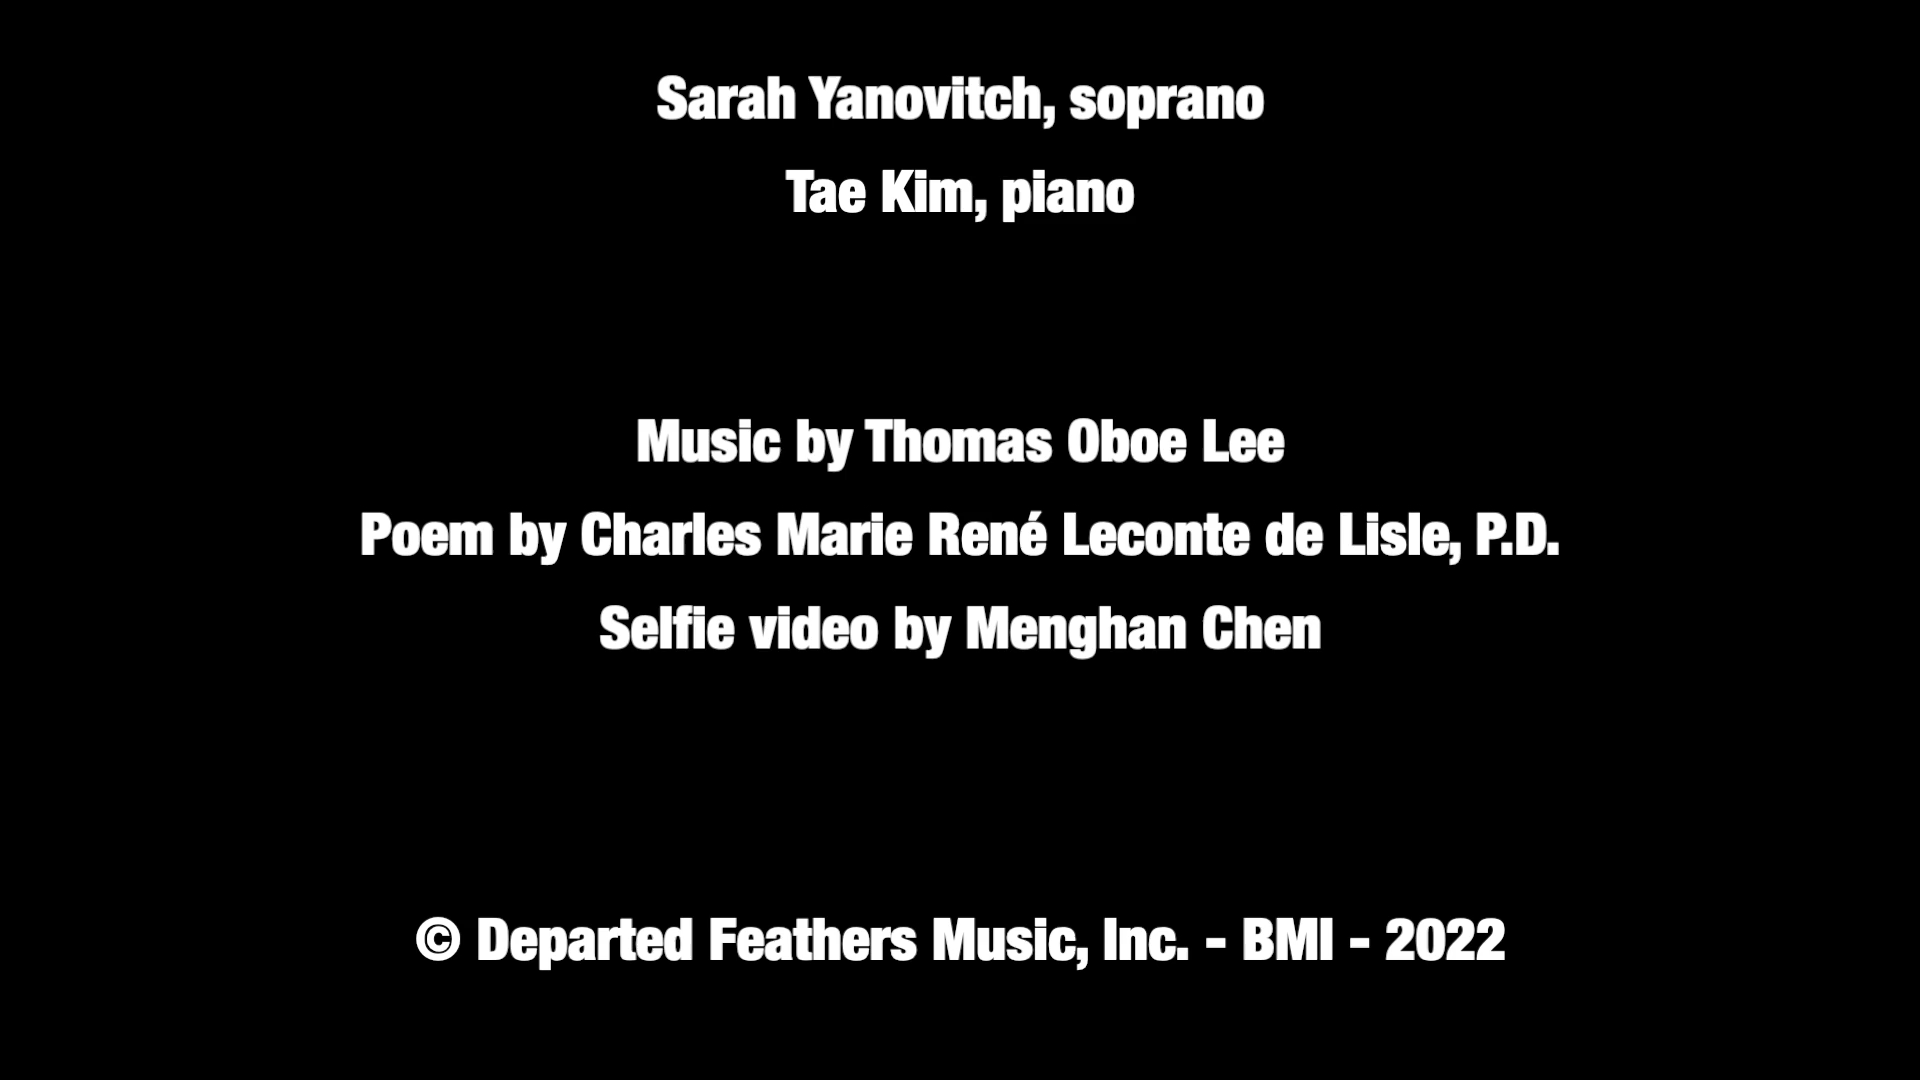 Sarah Yanovitch, soprano
Tae Kim, piano
Music by Thomas Oboe Lee
Poem by Charles Marie René Leconte de Lisle, P.D.
Selfie video by Menghan Chen
© Departed Feathers Music, Inc. - BMI - 2022